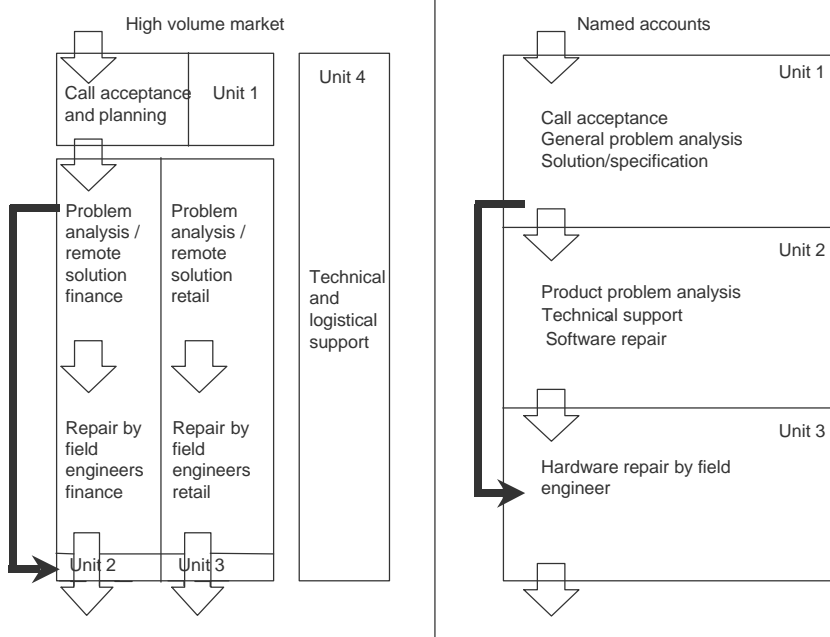 High volume market
Call acceptance
and planning
Unit 1
Problem
analysis /
remote
solution
finance
Problem
analysis /
remote
solution
retail
Repair by
field
engineers
finance
Repair by
field
engineers
retail
Unit 2
Unit 3
Unit 4
Technical
and
logistical
support
Named accounts
Unit 1
Call acceptance
General problem analysis
Solution/specification
Unit 2
Product problem analysis
Technical support
Software repair
Unit 3
Hardware repair by field
engineer